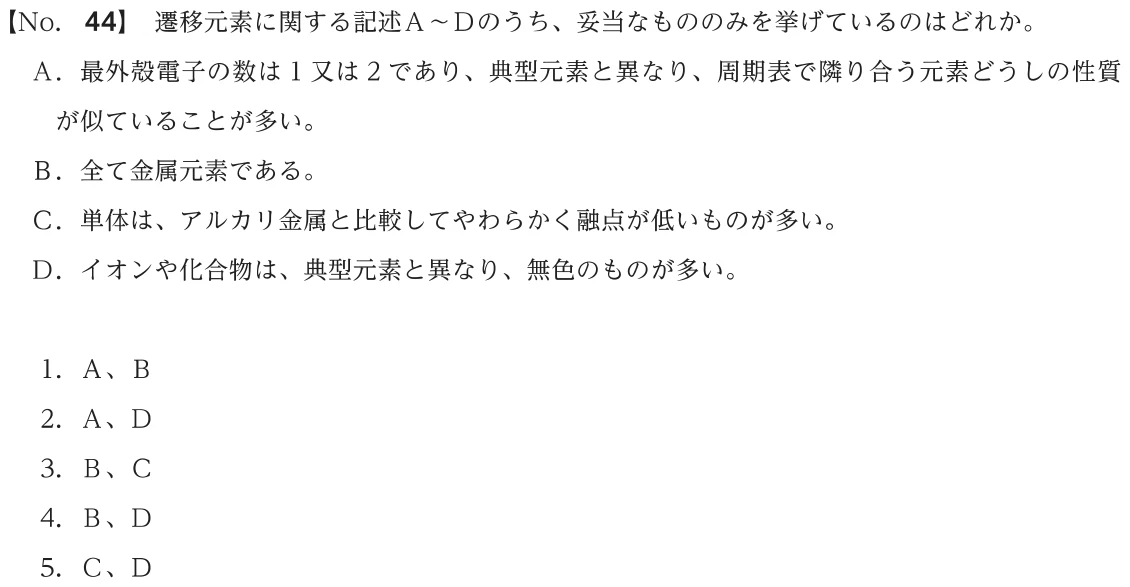 【No. 44】 遷移元素に関する記述A～Dのうち、妥当なもののみを挙げているのはどれか。
A．最外殻電子の数は1又は2であり、典型元素と異なり、周期表で隣り合う元素どうしの性質
が似ていることが多い。
B．全て金属元素である。
C．単体は、アルカリ金属と比較してやわらかく融点が低いものが多い。
D．イオンや化合物は、典型元素と異なり、無色のものが多い。
1．A、B
2．A、D
3．B、C
4．B、D
5．C、D